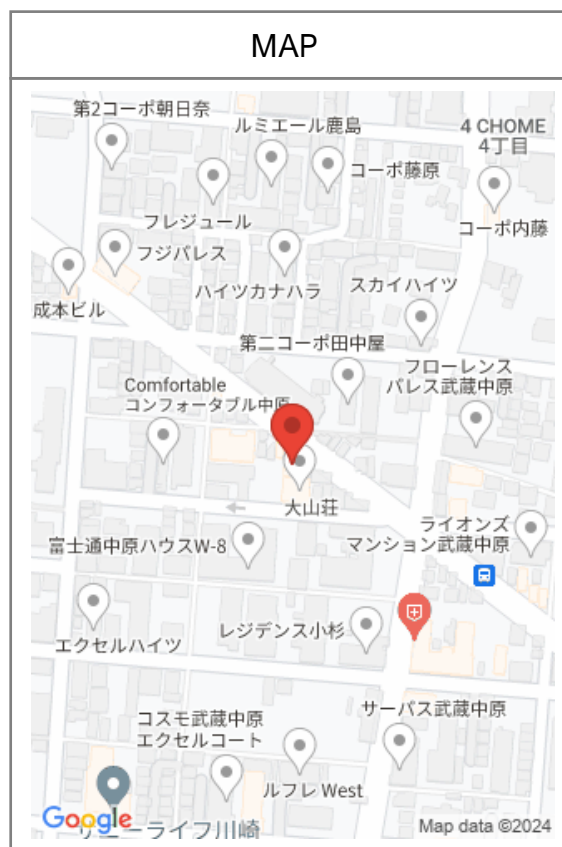 MAP
第2コーポ朝日奈
ルミエール鹿島
4 CHOME
4丁目
コーポ藤原
フレジュール
コーポ内藤
フジパレス
ハイツカナハラ
スカイハイツ
成本ビル
第二コーポ田中屋
フローレンス
パレス武蔵中原
Comfortable
コンフォータブル中原
大山荘
ライオンズ
マンション武蔵中原
富士通中原ハウスW-8
レジデンス小杉
エクセルハイツ
サーパス武蔵中原
コスモ武蔵中原
エクセルコート
ルフレ West
Google
ーライフ川崎
Map data ©2024